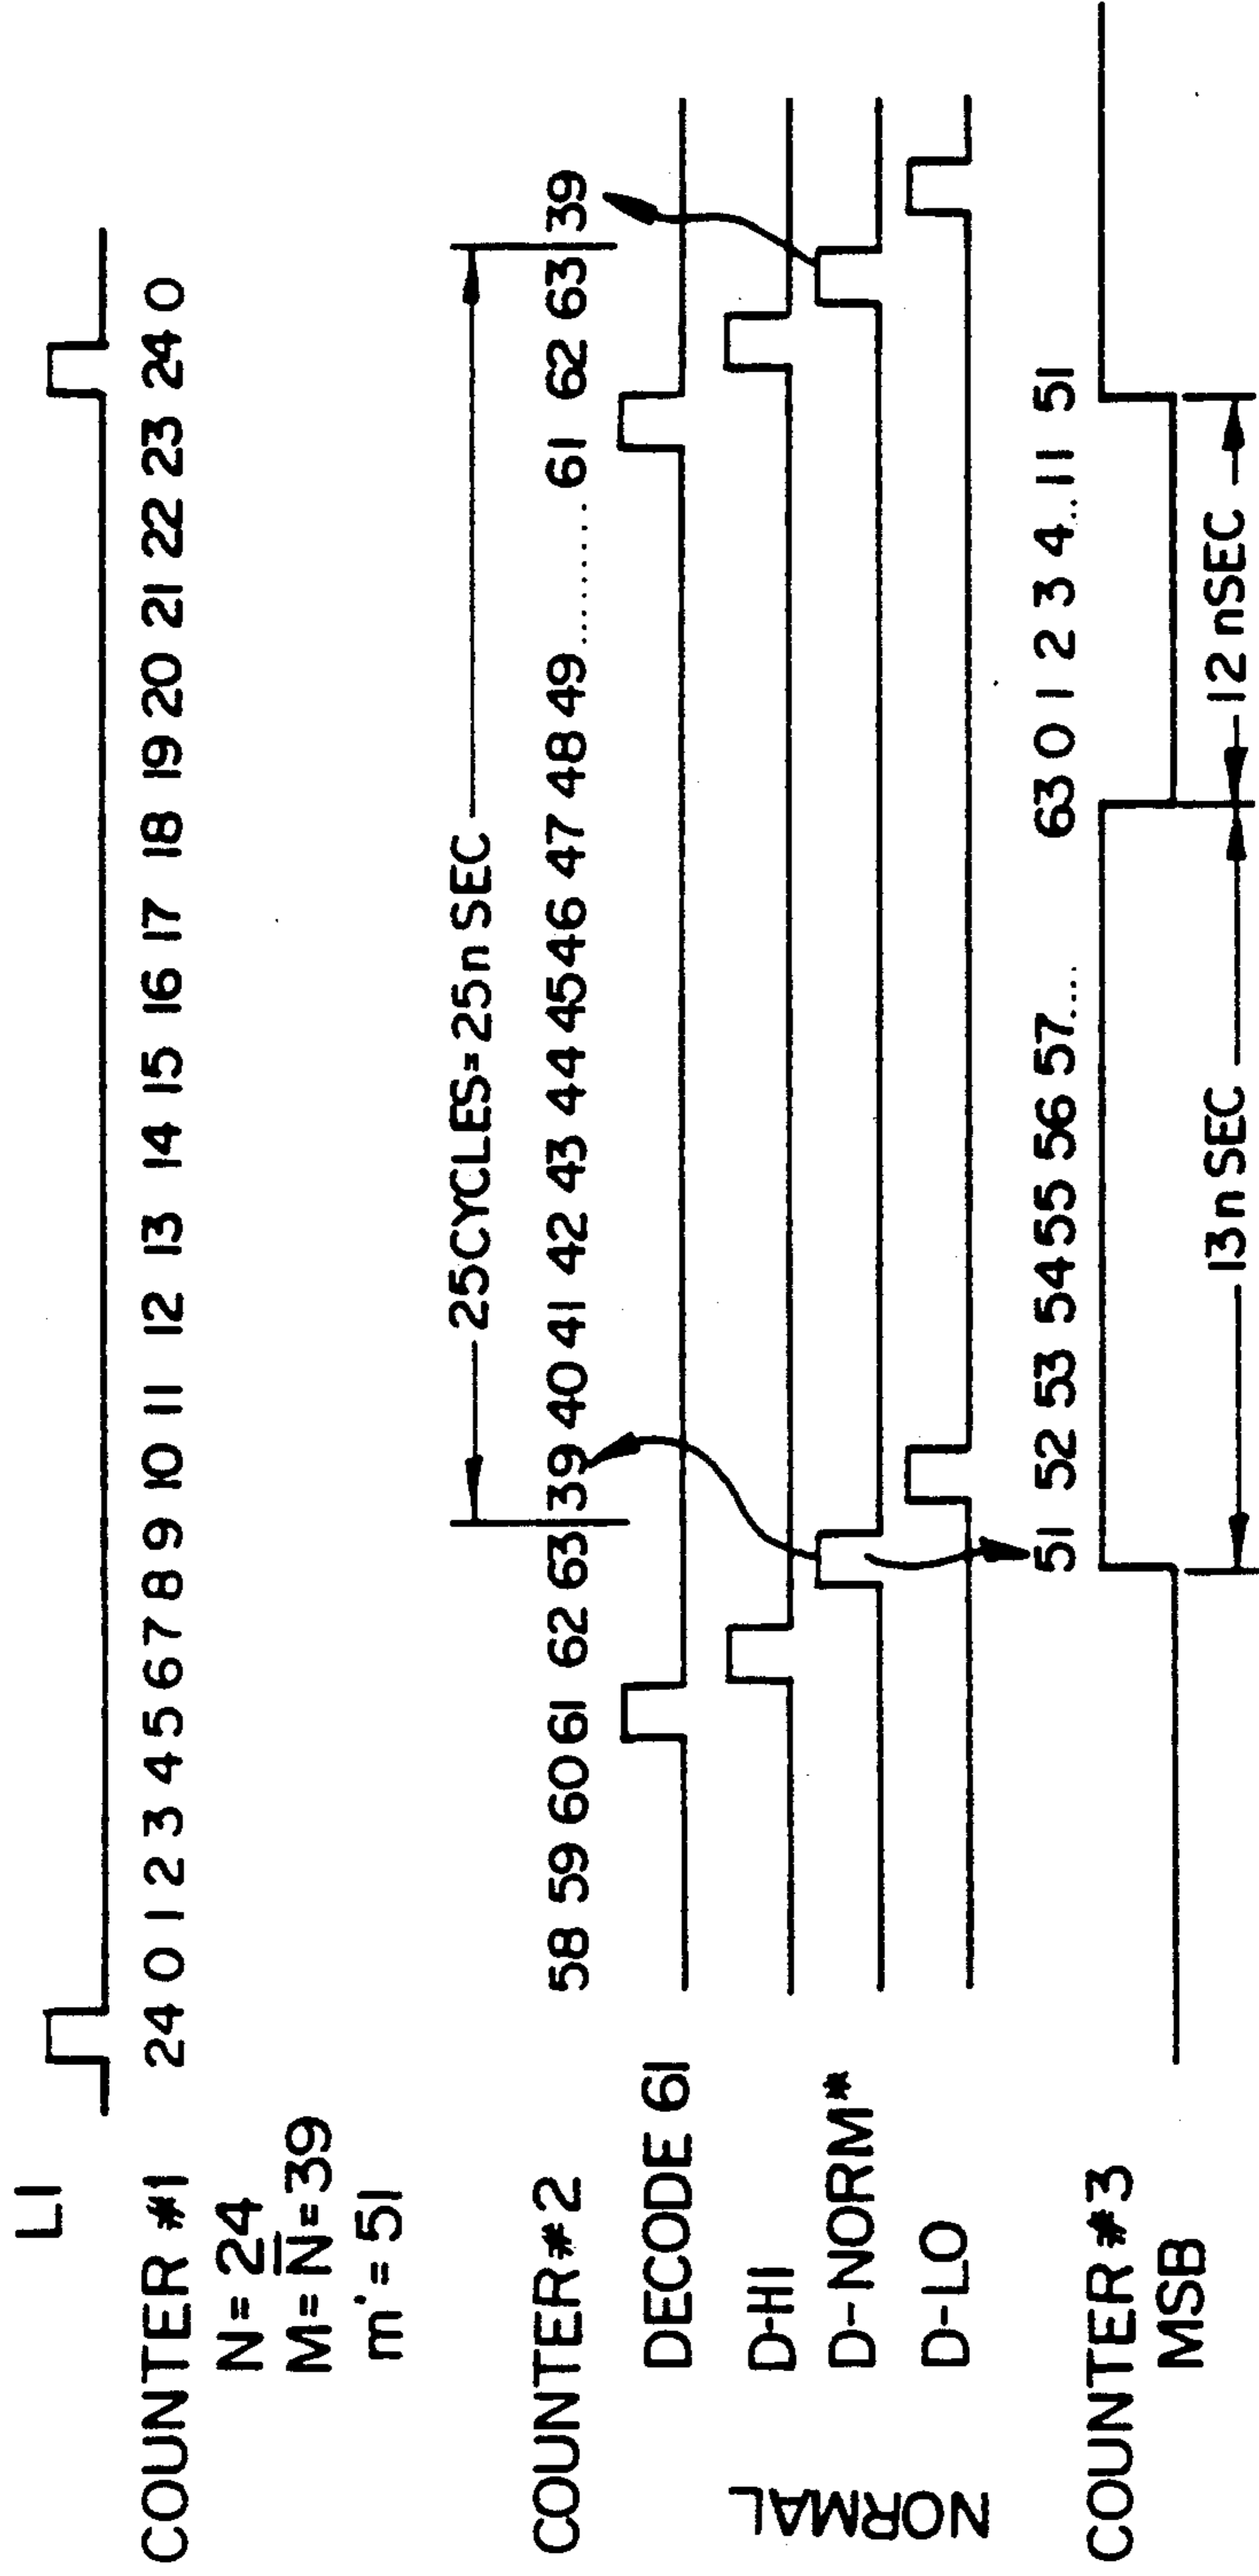 L1
COUNTER #1 24 0 1 2 3 4 5 6 7 8 9 10 11 12 13 14 15 16 17 18 19 20 21 22 23 24 0
N = 24
M = N̅ = 39
m' = 51
25CYCLES=25n SEC
COUNTER#2 58 59 60 61 62 63 39 40 41 42 43 44 45 46 47 48 49........61 62 63 39
DECODE 61
NORMAL
D-HI
D-NORM*
D-LO
COUNTER #3 51 52 53 54 55 56 57.... 63 0 1 2 3 4...11 51
MSB
13n SEC 12 nSEC